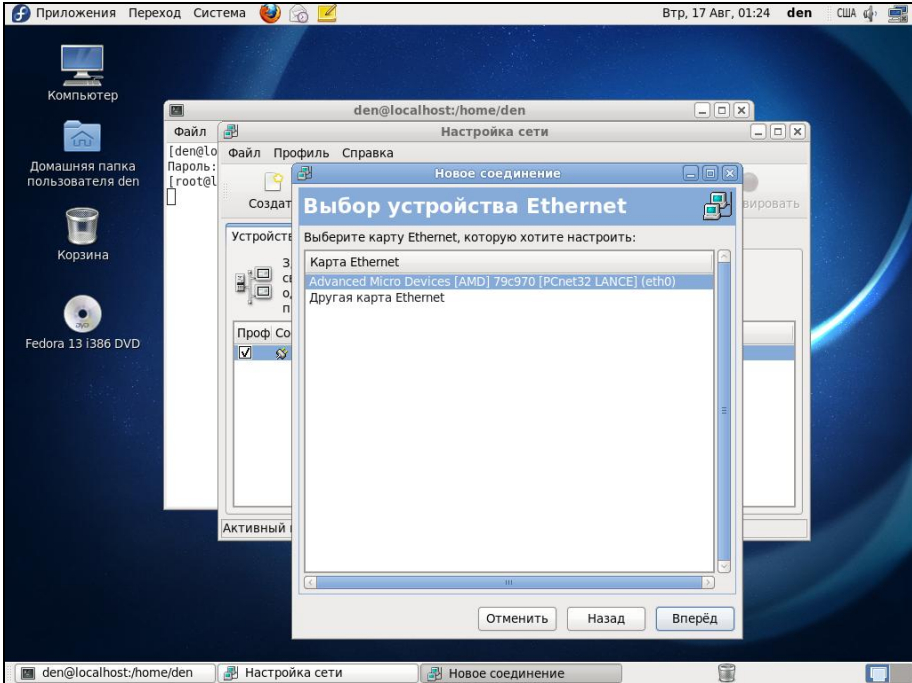 Приложения Переход Система Втр, 17 Авг, 01:24 den США
Компьютер
Домашняя папка
пользователя den
Корзина
DVD
Fedora 13 i386 DVD
den@localhost:/home/den
Файл
[den@lo
Пароль:
[root@l
Настройка сети
Файл Профиль Справка
Создат
вировать
Устройств
Проф Со
Активный
Новое соединение
Выбор устройства Ethernet
Выберите карту Ethernet, которую хотите настроить:
Карта Ethernet
Advanced Micro Devices [AMD] 79c970 [PCnet32 LANCE] (eth0)
Другая карта Ethernet
Отменить Назад Вперёд
den@localhost:/home/den Настройка сети Новое соединение